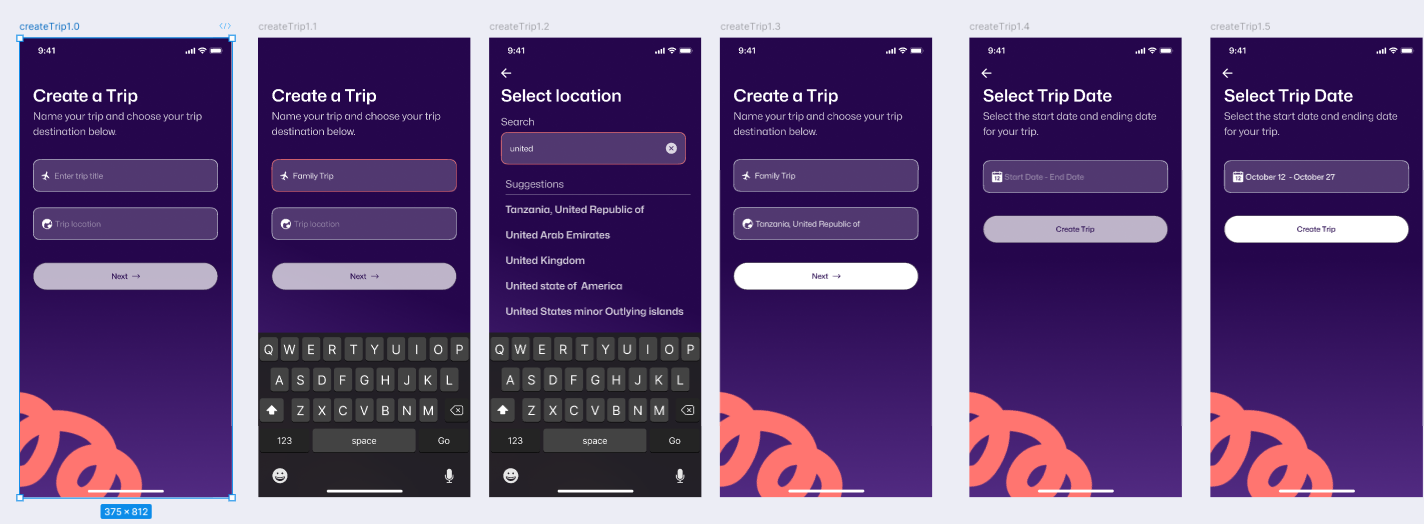 createTrip1.0
</>
9:41
Create a Trip
Name your trip and choose your trip
destination below.
Enter trip title
Trip location
Next →
375 × 812
createTrip1.1
Create a Trip
Name your trip and choose your trip
destination below.
Family Trip
Trip location
Next →
Q W E R T Y U I O P
A S D F G H J K L
Z X C V B N M
123 space Go
createTrip1.2
9:41
Select location
Search
united
Suggestions
Tanzania, United Republic of
United Arab Emirates
United Kingdom
United state of America
United States minor Outlying islands
Q W E R T Y U I O P
A S D F G H J K L
Z X C V B N M
123 space Go
createTrip1.3
9:41
Create a Trip
Name your trip and choose your trip
destination below.
Family Trip
Tanzania, United Republic of
Next →
createTrip1.4
9:41
Select Trip Date
Select the start date and ending date
for your trip.
12 Start Date - End Date
Create Trip
createTrip1.5
9:41
Select Trip Date
Select the start date and ending date
for your trip.
12 October 12 - October 27
Create Trip